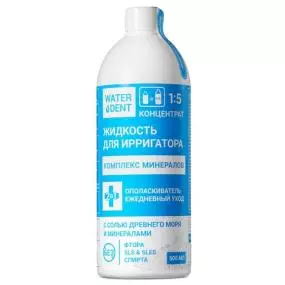 WATER
DENT
1:5
КОНЦЕНТРАТ
ЖИДКОСТЬ
ДЛЯ ИРРИГАТОРА
КОМПЛЕКС МИНЕРАЛОВ
2в1
ОПОЛАСКИВАТЕЛЬ
ЕЖЕДНЕВНЫЙ УХОД
С СОЛЬЮ ДРЕВНЕГО МОРЯ
И МИНЕРАЛАМИ
БЕЗ
ФТОРА
SLS & SLES
СПИРТА
500 МЛ